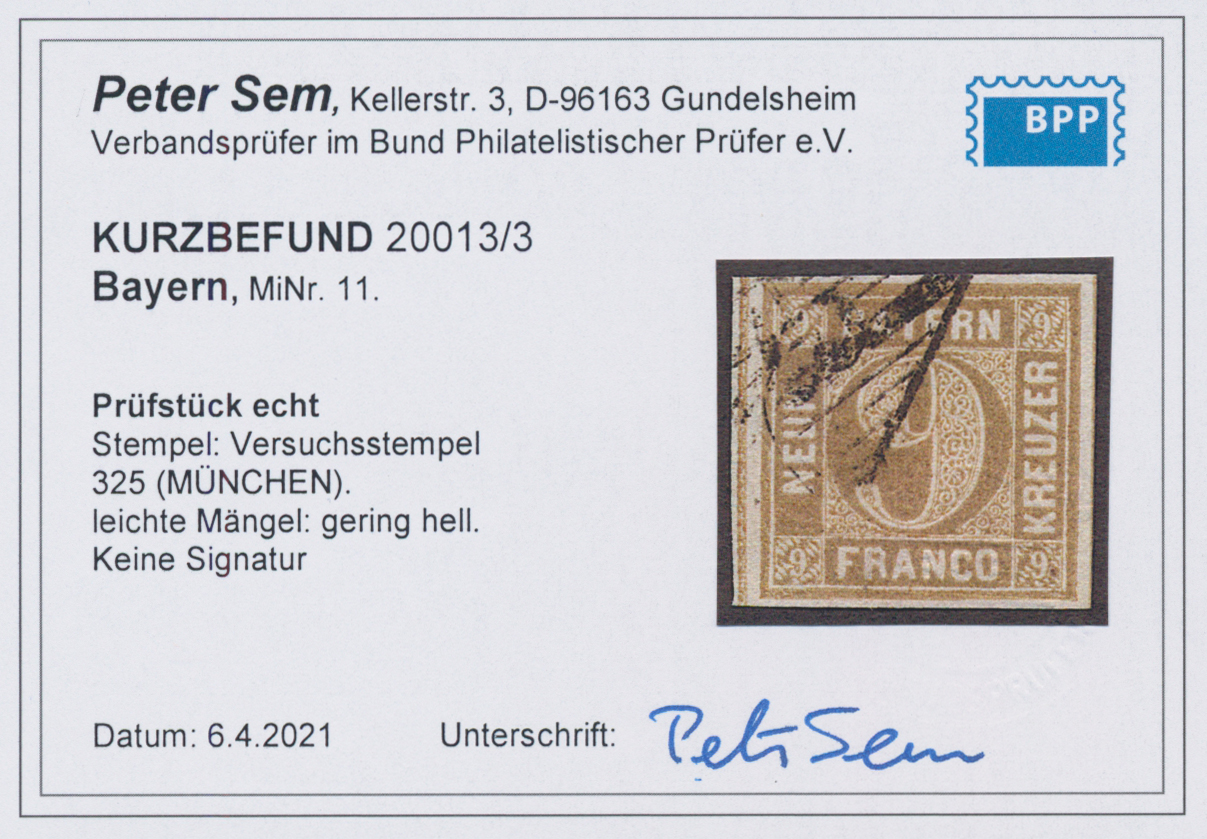 Peter Sem, Kellerstr. 3, D-96163 Gundelsheim
Verbandsprüfer im Bund Philatelistischer Prüfer e.V.
BPP
KURZBEFUND 20013/3
Bayern, MiNr. 11.
Prüfstück echt
Stempel: Versuchsstempel
325 (MÜNCHEN).
leichte Mängel: gering hell.
Keine Signatur
9 BAYERN 9
NEUN
9
KREUZER
9 FRANCO 9
Datum: 6.4.2021
Unterschrift: Peter Sem